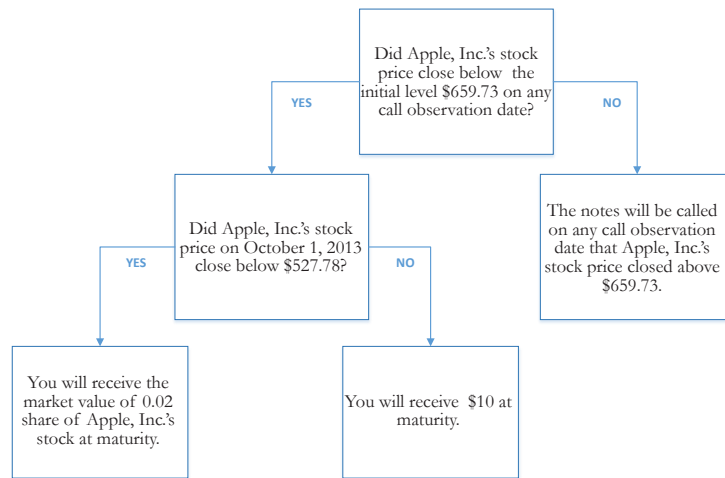 Did Apple, Inc.'s stock
price close below the
initial level $659.73 on any
call observation date?
YES
NO
Did Apple, Inc.'s stock
price on October 1, 2013
close below $527.78?
The notes will be called
on any call observation
date that Apple, Inc.'s
stock price closed above
$659.73.
YES
NO
You will receive the
market value of 0.02
share of Apple, Inc.'s
stock at maturity.
You will receive $10 at
maturity.